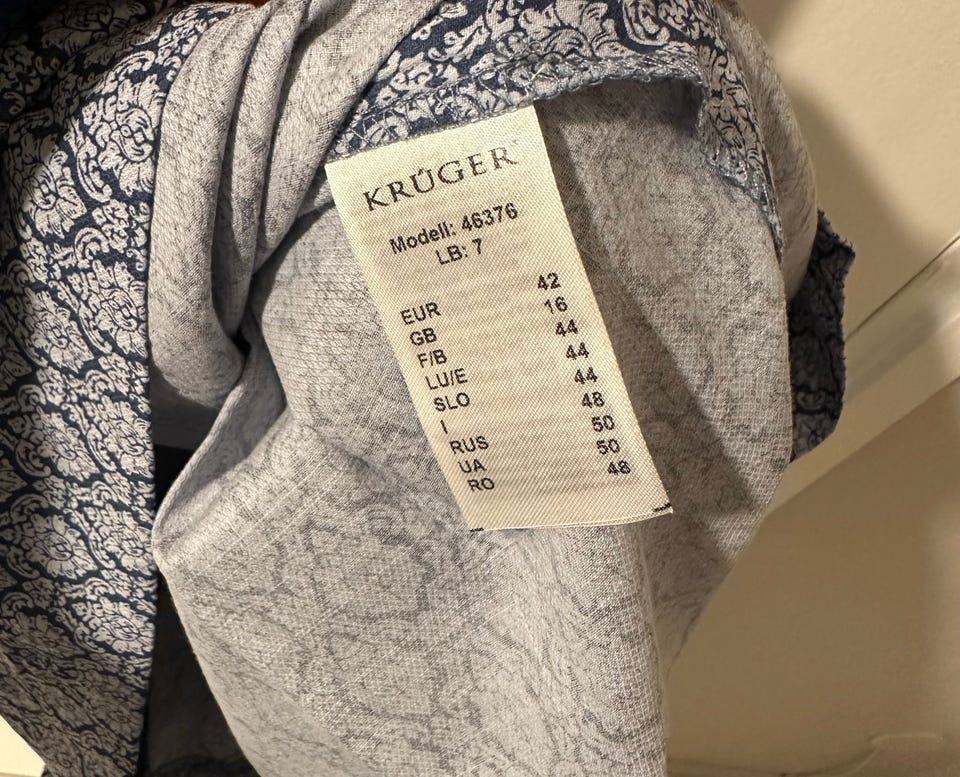 KRÜGER
Modell: 46376
LB: 7
EUR 42
GB 16
F/B 44
LU/E 44
SLO 44
I 48
RUS 50
UA 50
RO 48